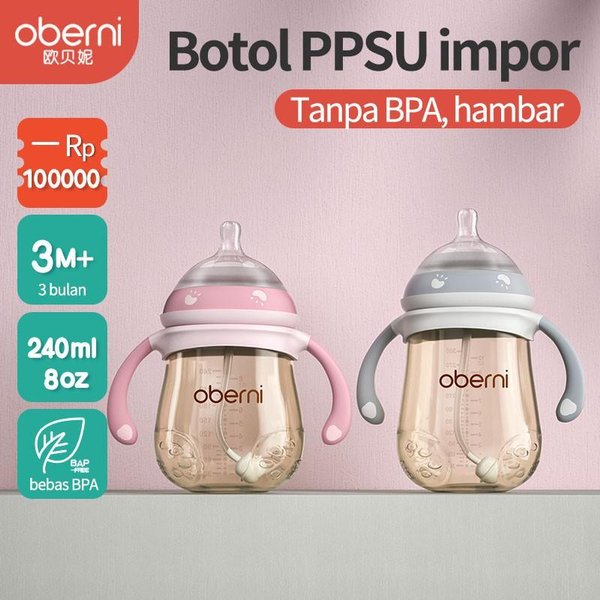 oberni
欧贝妮
Botol PPSU impor
Tanpa BPA, hambar
一 Rp
100000
3M+
3 bulan
240ml
8oz
BAP
FREE
bebas BPA
oberni
oberni